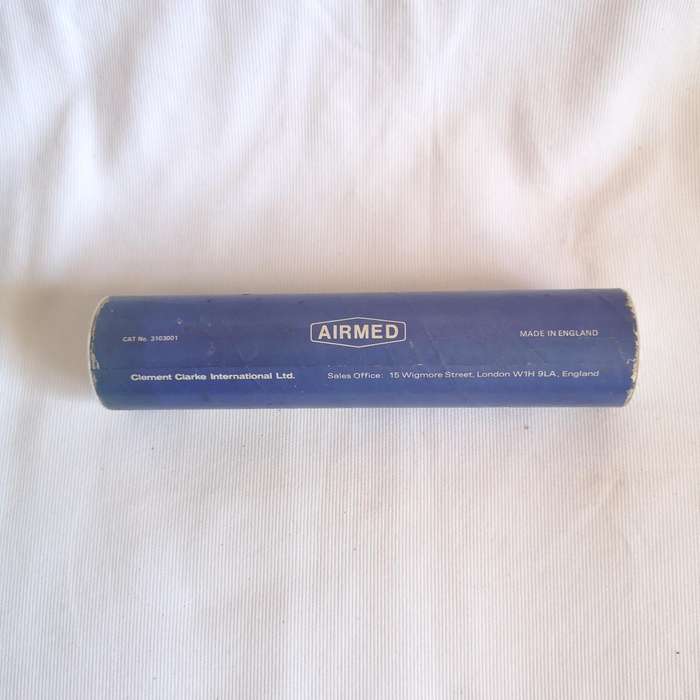 AIRMED
CAT No. 3103001
MADE IN ENGLAND
Clement Clarke International Ltd.
Sales Office: 15 Wigmore Street, London W1H 9LA, England